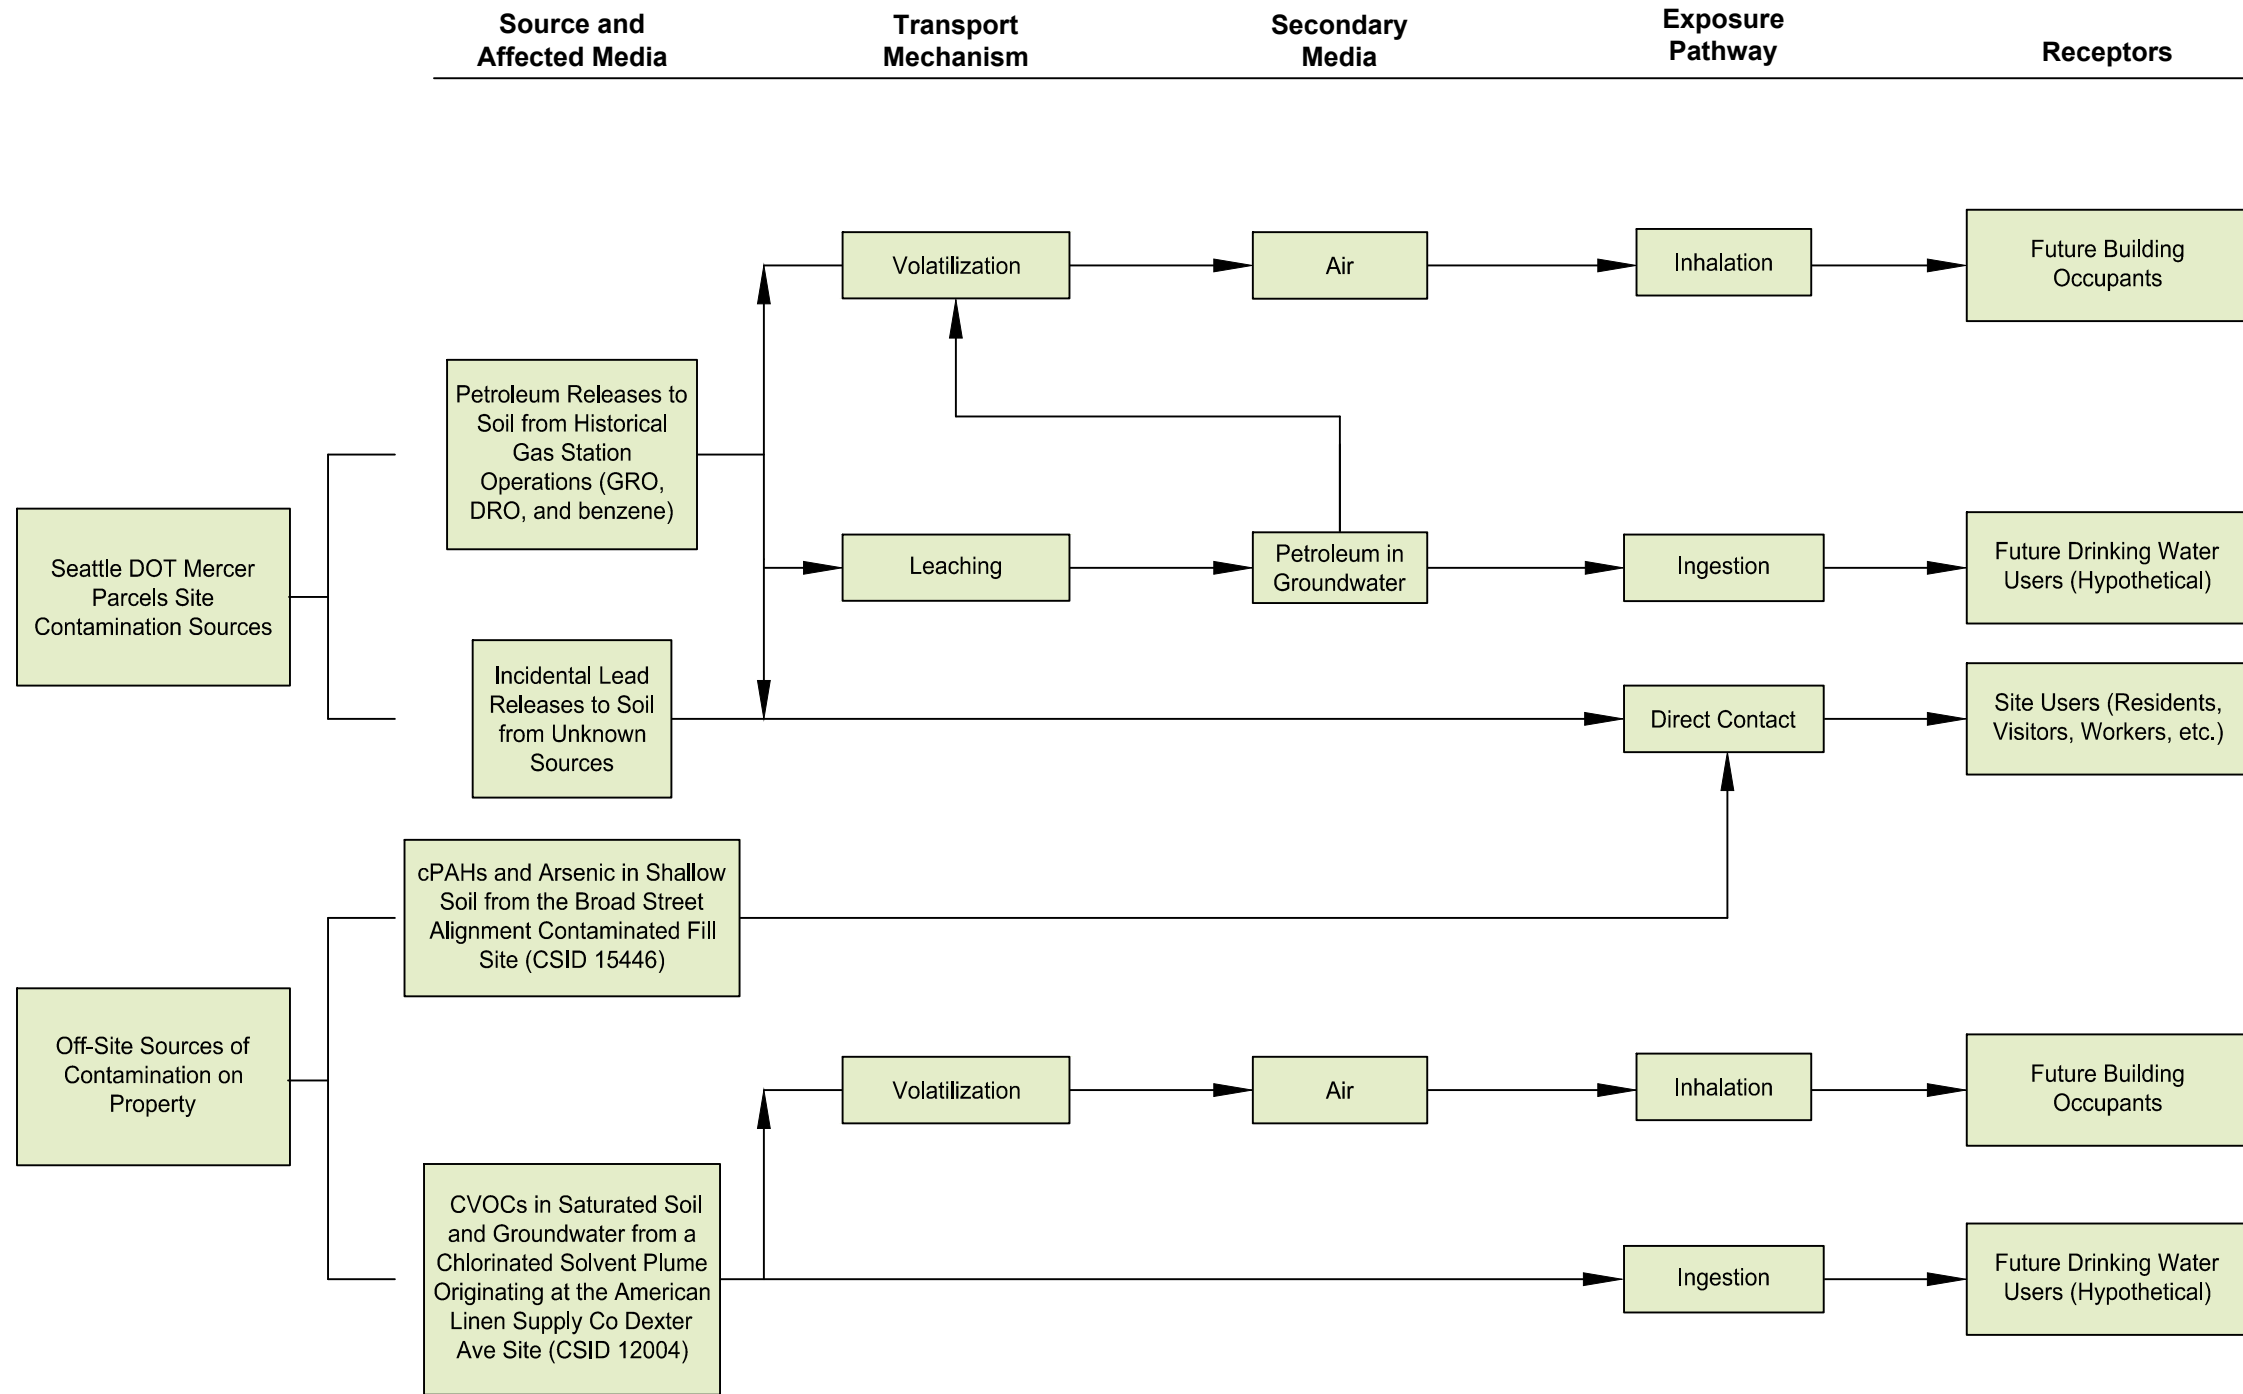 Source and
Affected Media
Transport
Mechanism
Secondary
Media
Exposure
Pathway
Receptors
Volatilization
Air
Inhalation
Future Building
Occupants
Petroleum Releases to
Soil from Historical
Gas Station
Operations (GRO,
DRO, and benzene)
Seattle DOT Mercer
Parcels Site
Contamination Sources
Leaching
Petroleum in
Groundwater
Ingestion
Future Drinking Water
Users (Hypothetical)
Incidental Lead
Releases to Soil
from Unknown
Sources
Direct Contact
Site Users (Residents,
Visitors, Workers, etc.)
cPAHs and Arsenic in Shallow
Soil from the Broad Street
Alignment Contaminated Fill
Site (CSID 15446)
Off-Site Sources of
Contamination on
Property
Volatilization
Air
Inhalation
Future Building
Occupants
CVOCs in Saturated Soil
and Groundwater from a
Chlorinated Solvent Plume
Originating at the American
Linen Supply Co Dexter
Ave Site (CSID 12004)
Ingestion
Future Drinking Water
Users (Hypothetical)